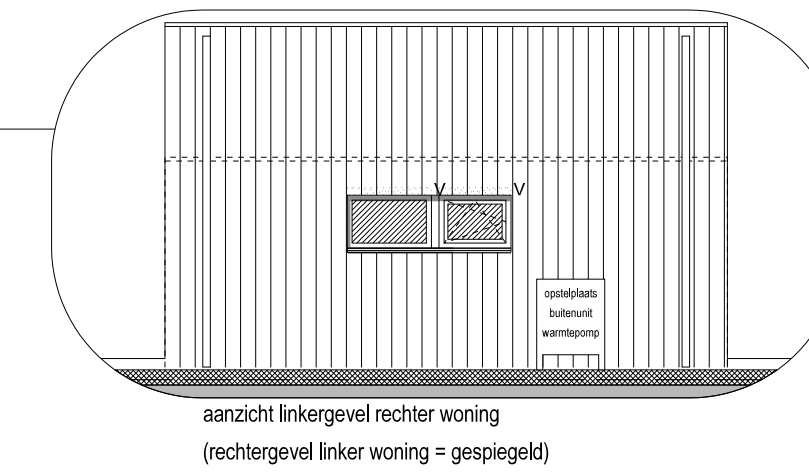 V V
opstelplaats
buitenunit
warmtepomp
aanzicht linkergevel rechter woning
(rechtergevel linker woning = gespiegeld)